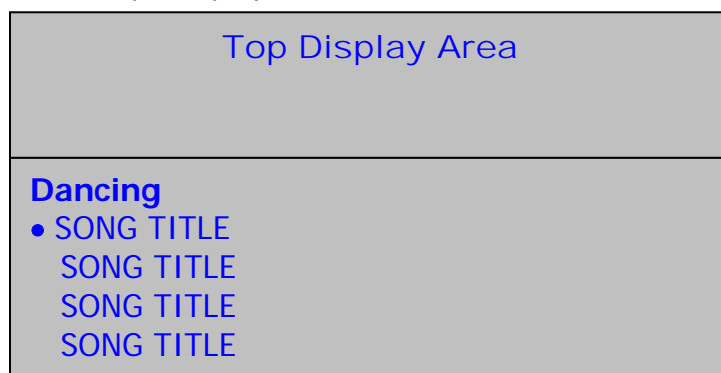 Top Display Area
Dancing
• SONG TITLE
SONG TITLE
SONG TITLE
SONG TITLE